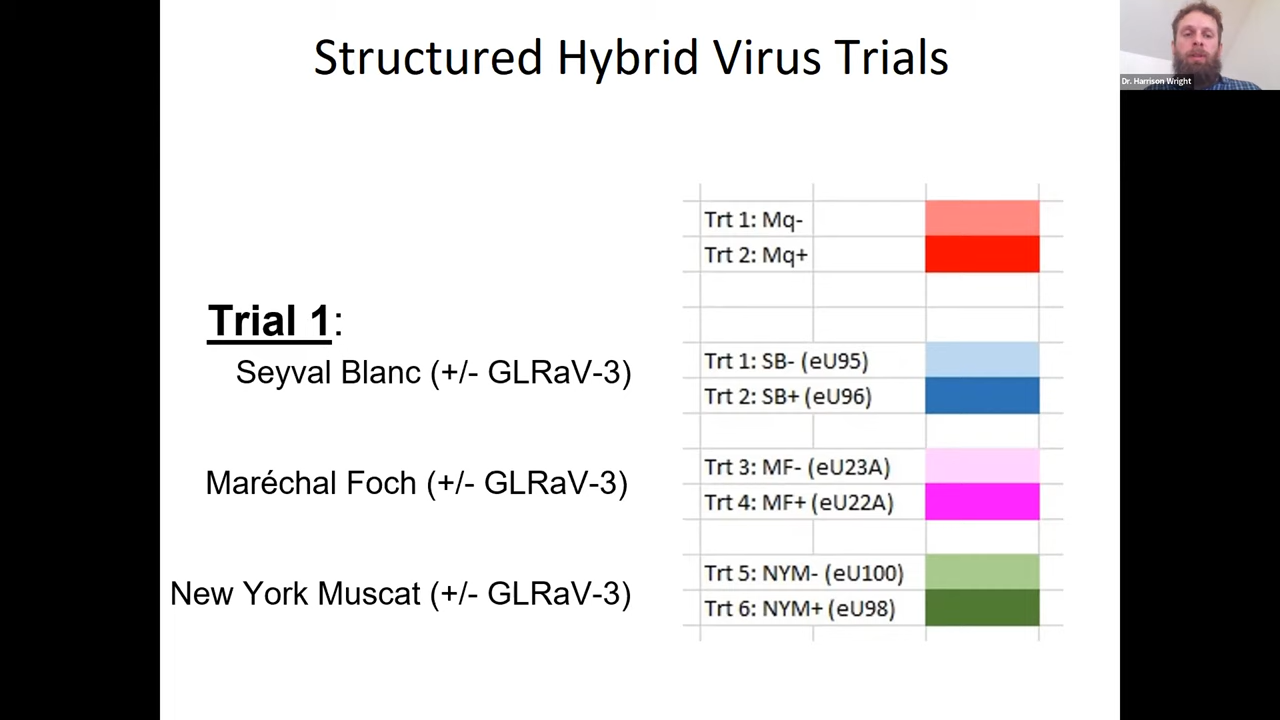 Structured Hybrid Virus Trials
Dr. Harrison Wright
Trt 1: Mq-
Trt 2: Mq+
Trial 1:
Seyval Blanc (+/- GLRaV-3)
Trt 1: SB- (eU95)
Trt 2: SB+ (eU96)
Maréchal Foch (+/- GLRaV-3)
Trt 3: MF- (eU23A)
Trt 4: MF+ (eU22A)
New York Muscat (+/- GLRaV-3)
Trt 5: NYM- (eU100)
Trt 6: NYM+ (eU98)